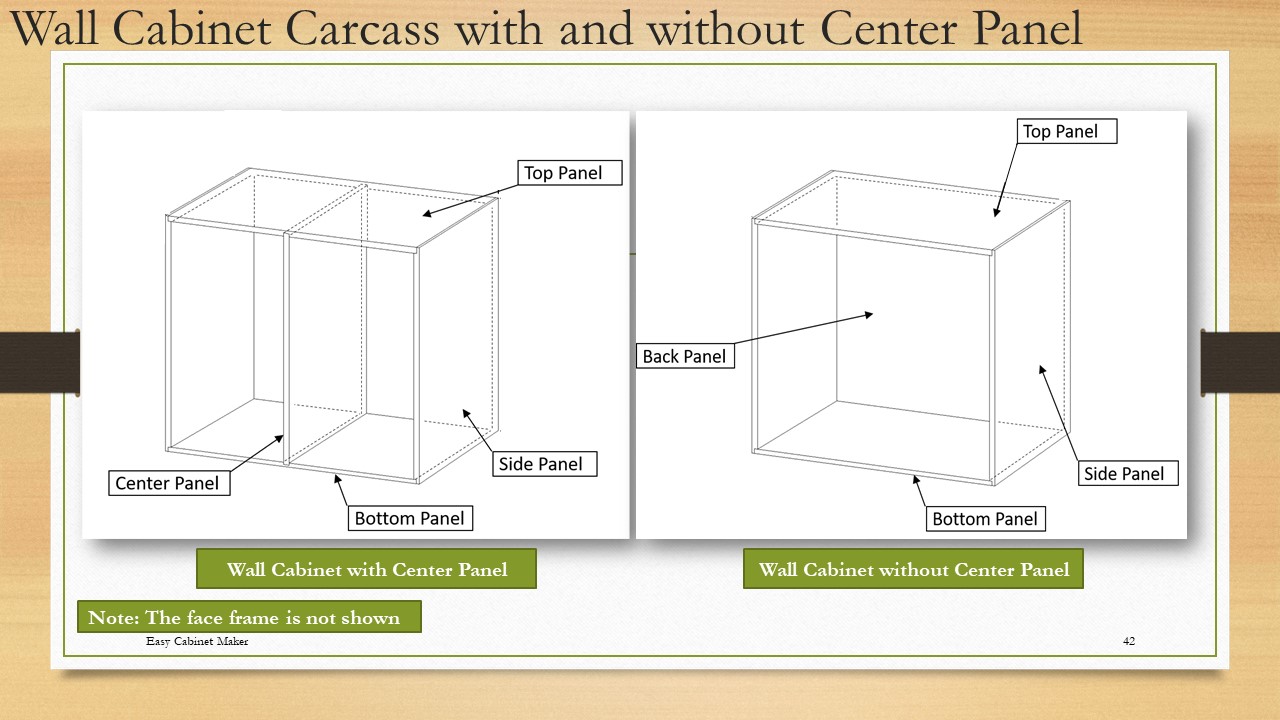 Wall Cabinet Carcass with and without Center Panel
Top Panel
Side Panel
Center Panel
Bottom Panel
Top Panel
Back Panel
Side Panel
Bottom Panel
Wall Cabinet with Center Panel
Wall Cabinet without Center Panel
Note: The face frame is not shown
Easy Cabinet Maker
42